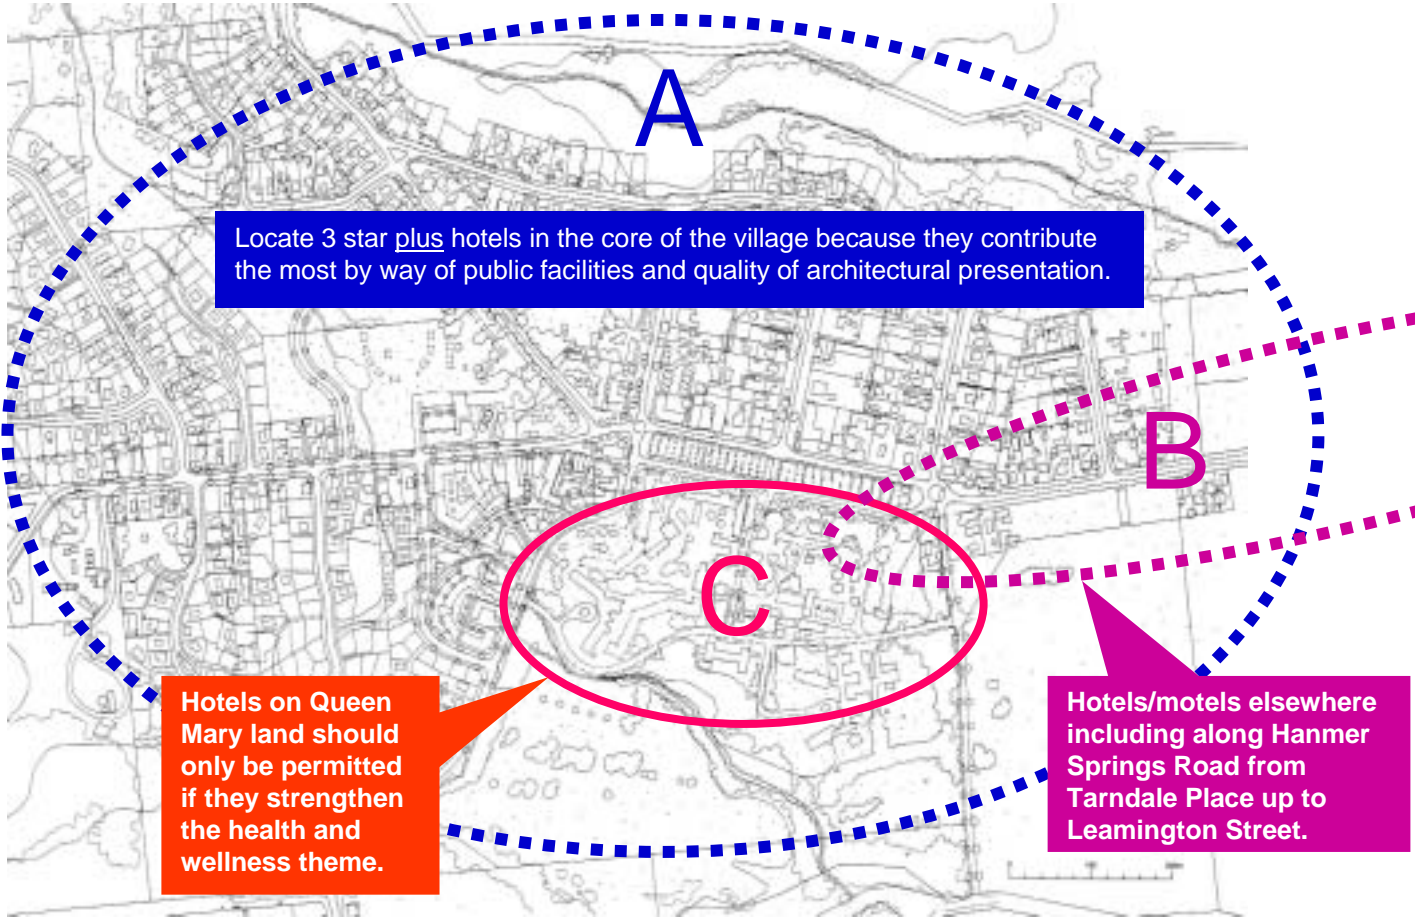 A
Locate 3 star plus hotels in the core of the village because they contribute
the most by way of public facilities and quality of architectural presentation.
B
C
Hotels on Queen
Mary land should
only be permitted
if they strengthen
the health and
wellness theme.
Hotels/motels elsewhere
including along Hanmer
Springs Road from
Tarndale Place up to
Leamington Street.